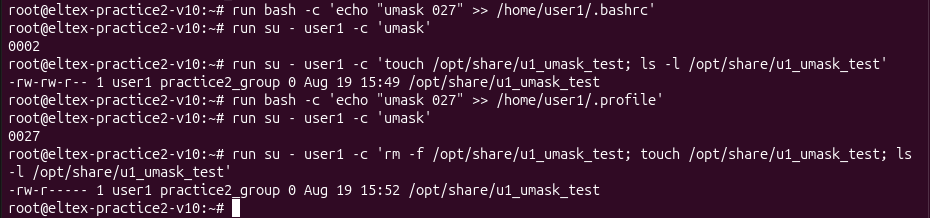 root@eltex-practice2-v10:~# run bash -c 'echo "umask 027" >> /home/user1/.bashrc'
root@eltex-practice2-v10:~# run su - user1 -c 'umask'
0002
root@eltex-practice2-v10:~# run su - user1 -c 'touch /opt/share/u1_umask_test; ls -l /opt/share/u1_umask_test'
-rw-rw-r-- 1 user1 practice2_group 0 Aug 19 15:49 /opt/share/u1_umask_test
root@eltex-practice2-v10:~# run bash -c 'echo "umask 027" >> /home/user1/.profile'
root@eltex-practice2-v10:~# run su - user1 -c 'umask'
0027
root@eltex-practice2-v10:~# run su - user1 -c 'rm -f /opt/share/u1_umask_test; touch /opt/share/u1_umask_test; ls
-l /opt/share/u1_umask_test'
-rw-r----- 1 user1 practice2_group 0 Aug 19 15:52 /opt/share/u1_umask_test
root@eltex-practice2-v10:~#